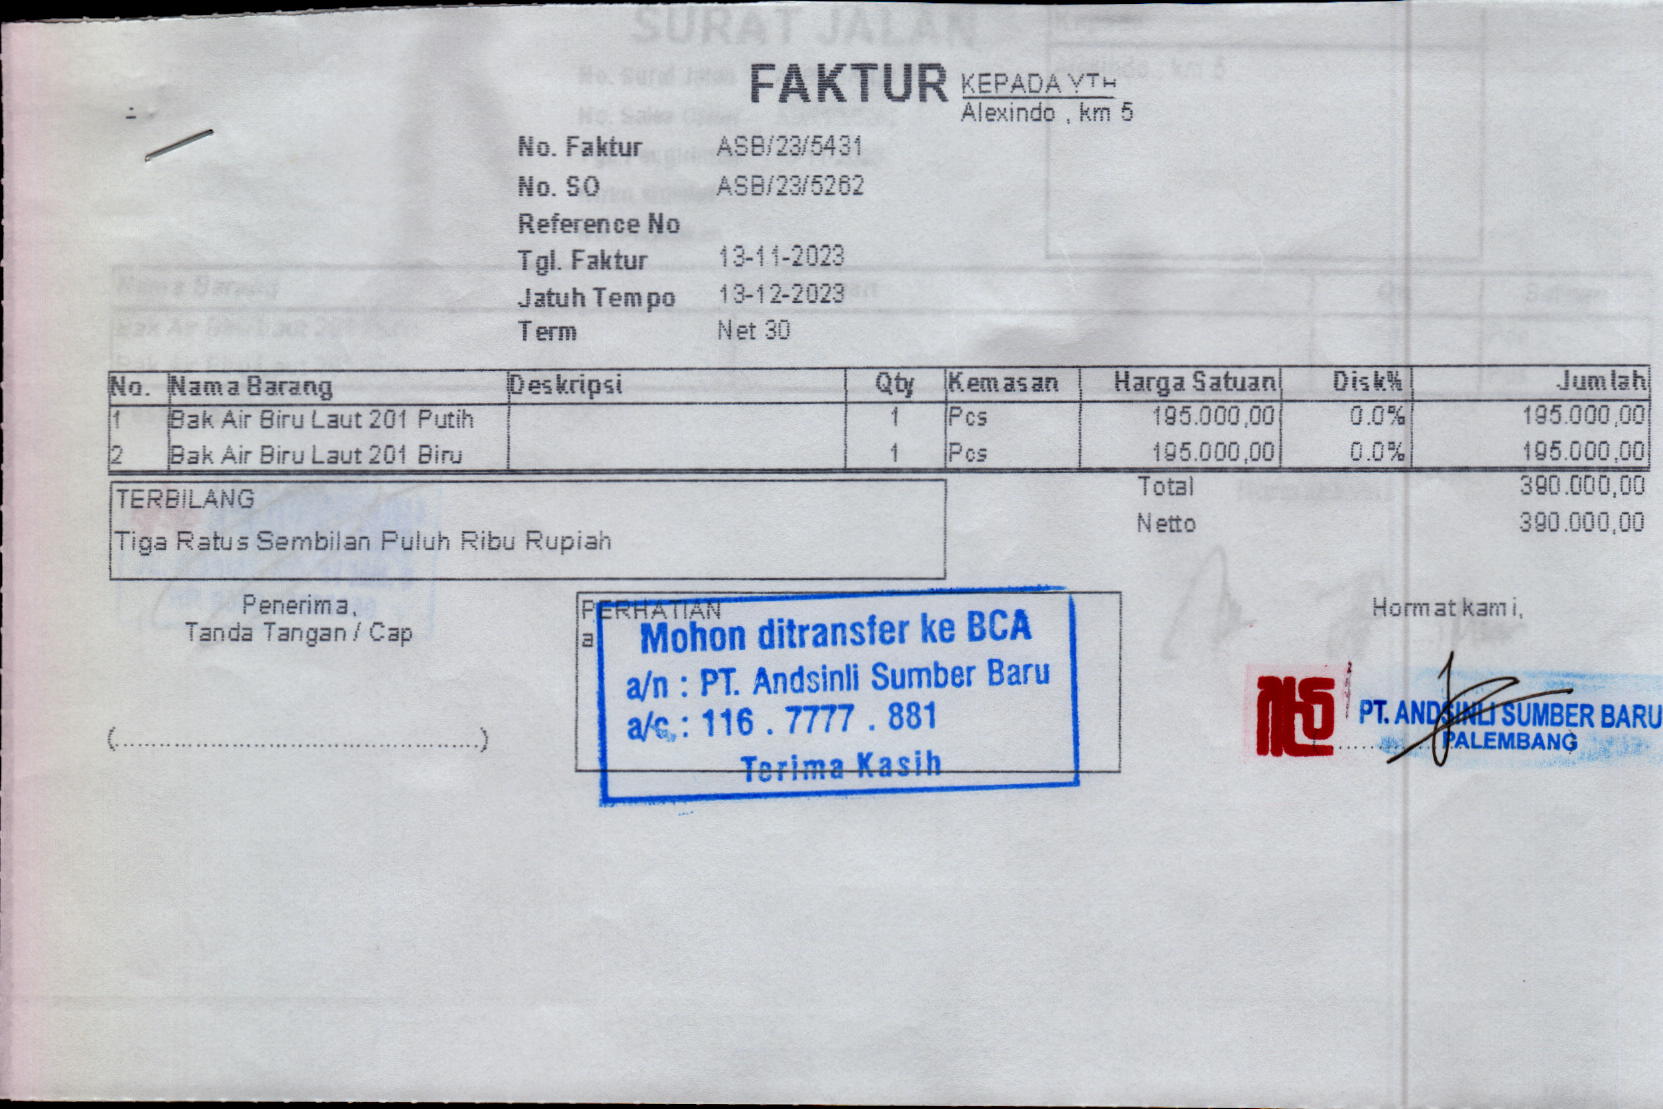 FAKTUR
KEPADA YTH
Alexindo , km 5
No. Faktur ASB/23/5431
No. SO ASB/23/5262
Reference No
Tgl. Faktur 13-11-2023
Jatuh Tempo 13-12-2023
Term Net 30
No. Nama Barang Deskripsi Qty Kemasan Harga Satuan Disk% Jumlah
1 Bak Air Biru Laut 201 Putih 1 Pcs 195.000,00 0.0% 195.000,00
2 Bak Air Biru Laut 201 Biru 1 Pcs 195.000,00 0.0% 195.000,00
Total 390.000,00
Netto 390.000,00
TERBILANG
Tiga Ratus Sembilan Puluh Ribu Rupiah
Penerima,
Tanda Tangan / Cap
(..........................................................)
PERHATIAN
a
Mohon ditransfer ke BCA
a/n : PT. Andsinli Sumber Baru
a/c. : 116 . 7777 . 881
Terima Kasih
Hormat kami,
PT. ANDSINLI SUMBER BARU
PALEMBANG
SURAT JALAN